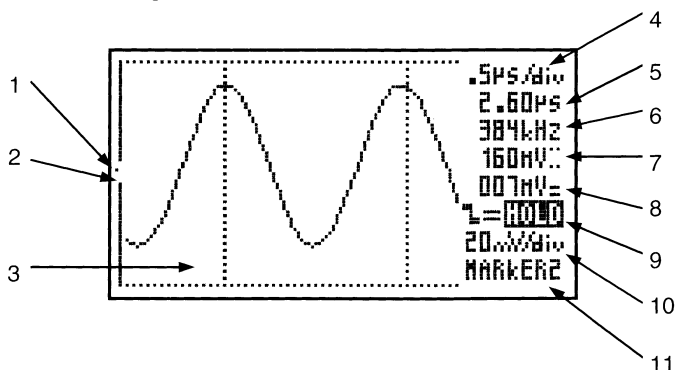 4
.5µs/div
5
2.60µs
6
384kHz
1
160mV
7
2
007mV=
8
=HOLD
9
3
20mV/div
10
MARKER2
11